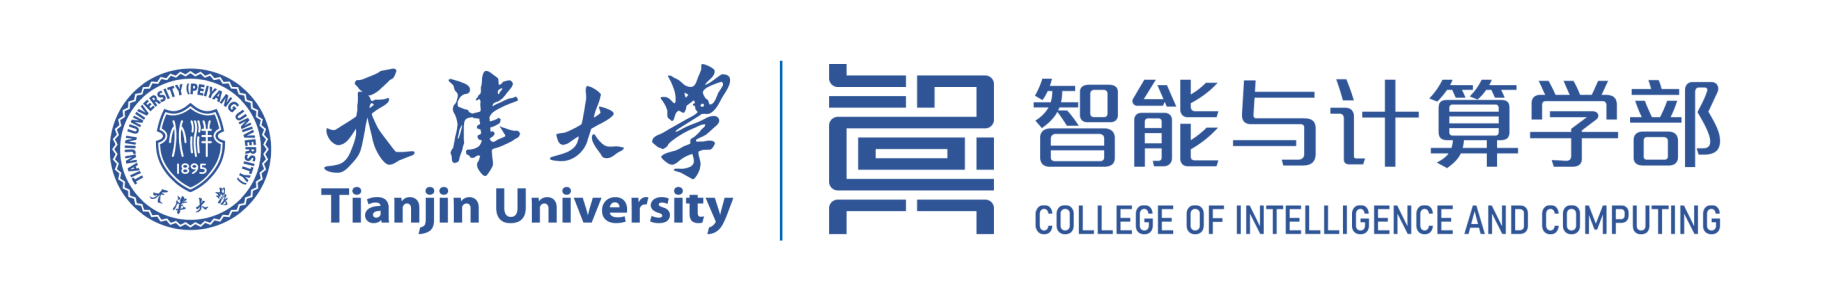 TIANJIN UNIVERSITY (PEIYANG UNIVERSITY)
北洋
1895
天津大學
天津大學
Tianjin University
智能与计算学部
COLLEGE OF INTELLIGENCE AND COMPUTING